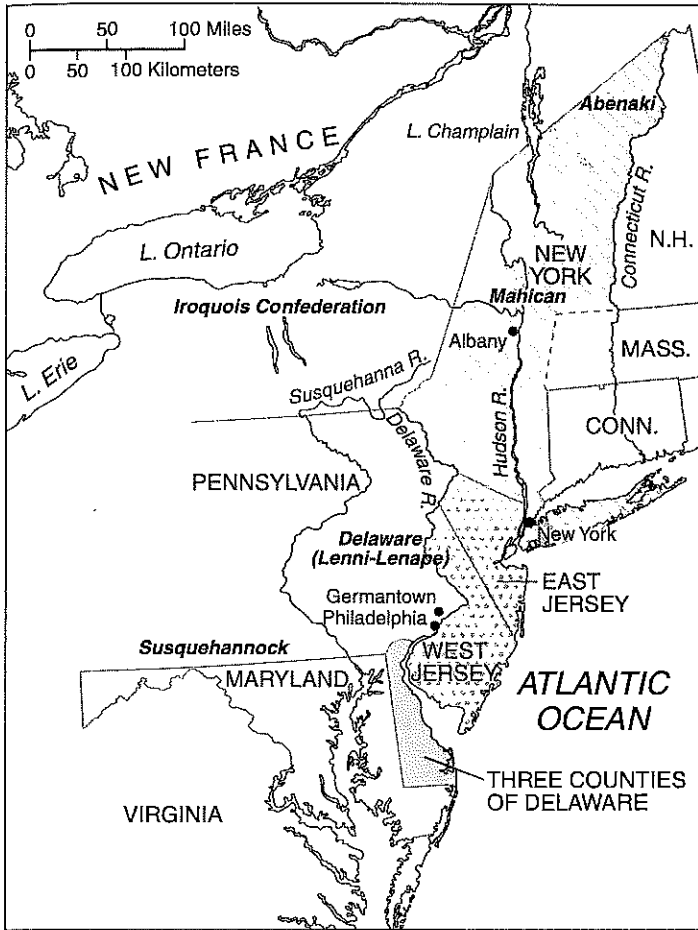 0 50 100 Miles
0 50 100 Kilometers
NEW FRANCE
L. Champlain
Abenaki
Connecticut R.
N.H.
L. Ontario
NEW
YORK
Iroquois Confederation
Mahican
Albany
MASS.
L. Erie
Susquehanna R.
Hudson R.
CONN.
Delaware R.
PENNSYLVANIA
New York
Delaware
(Lenni-Lenape)
EAST
JERSEY
Germantown
Philadelphia
WEST
JERSEY
Susquehannock
MARYLAND
ATLANTIC
OCEAN
THREE COUNTIES
OF DELAWARE
VIRGINIA